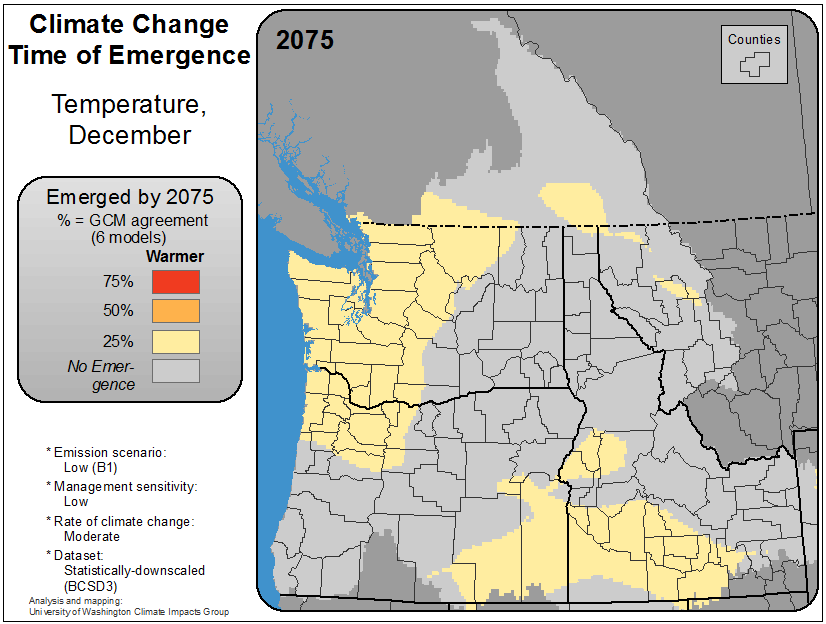 Climate Change
Time of Emergence
Temperature,
December
Emerged by 2075
% = GCM agreement
(6 models)
Warmer
75%
50%
25%
No Emer-
gence
* Emission scenario:
Low (B1)
* Management sensitivity:
Low
* Rate of climate change:
Moderate
* Dataset:
Statistically-downscaled
(BCSD3)
Analysis and mapping:
University of Washington Climate Impacts Group
2075
Counties